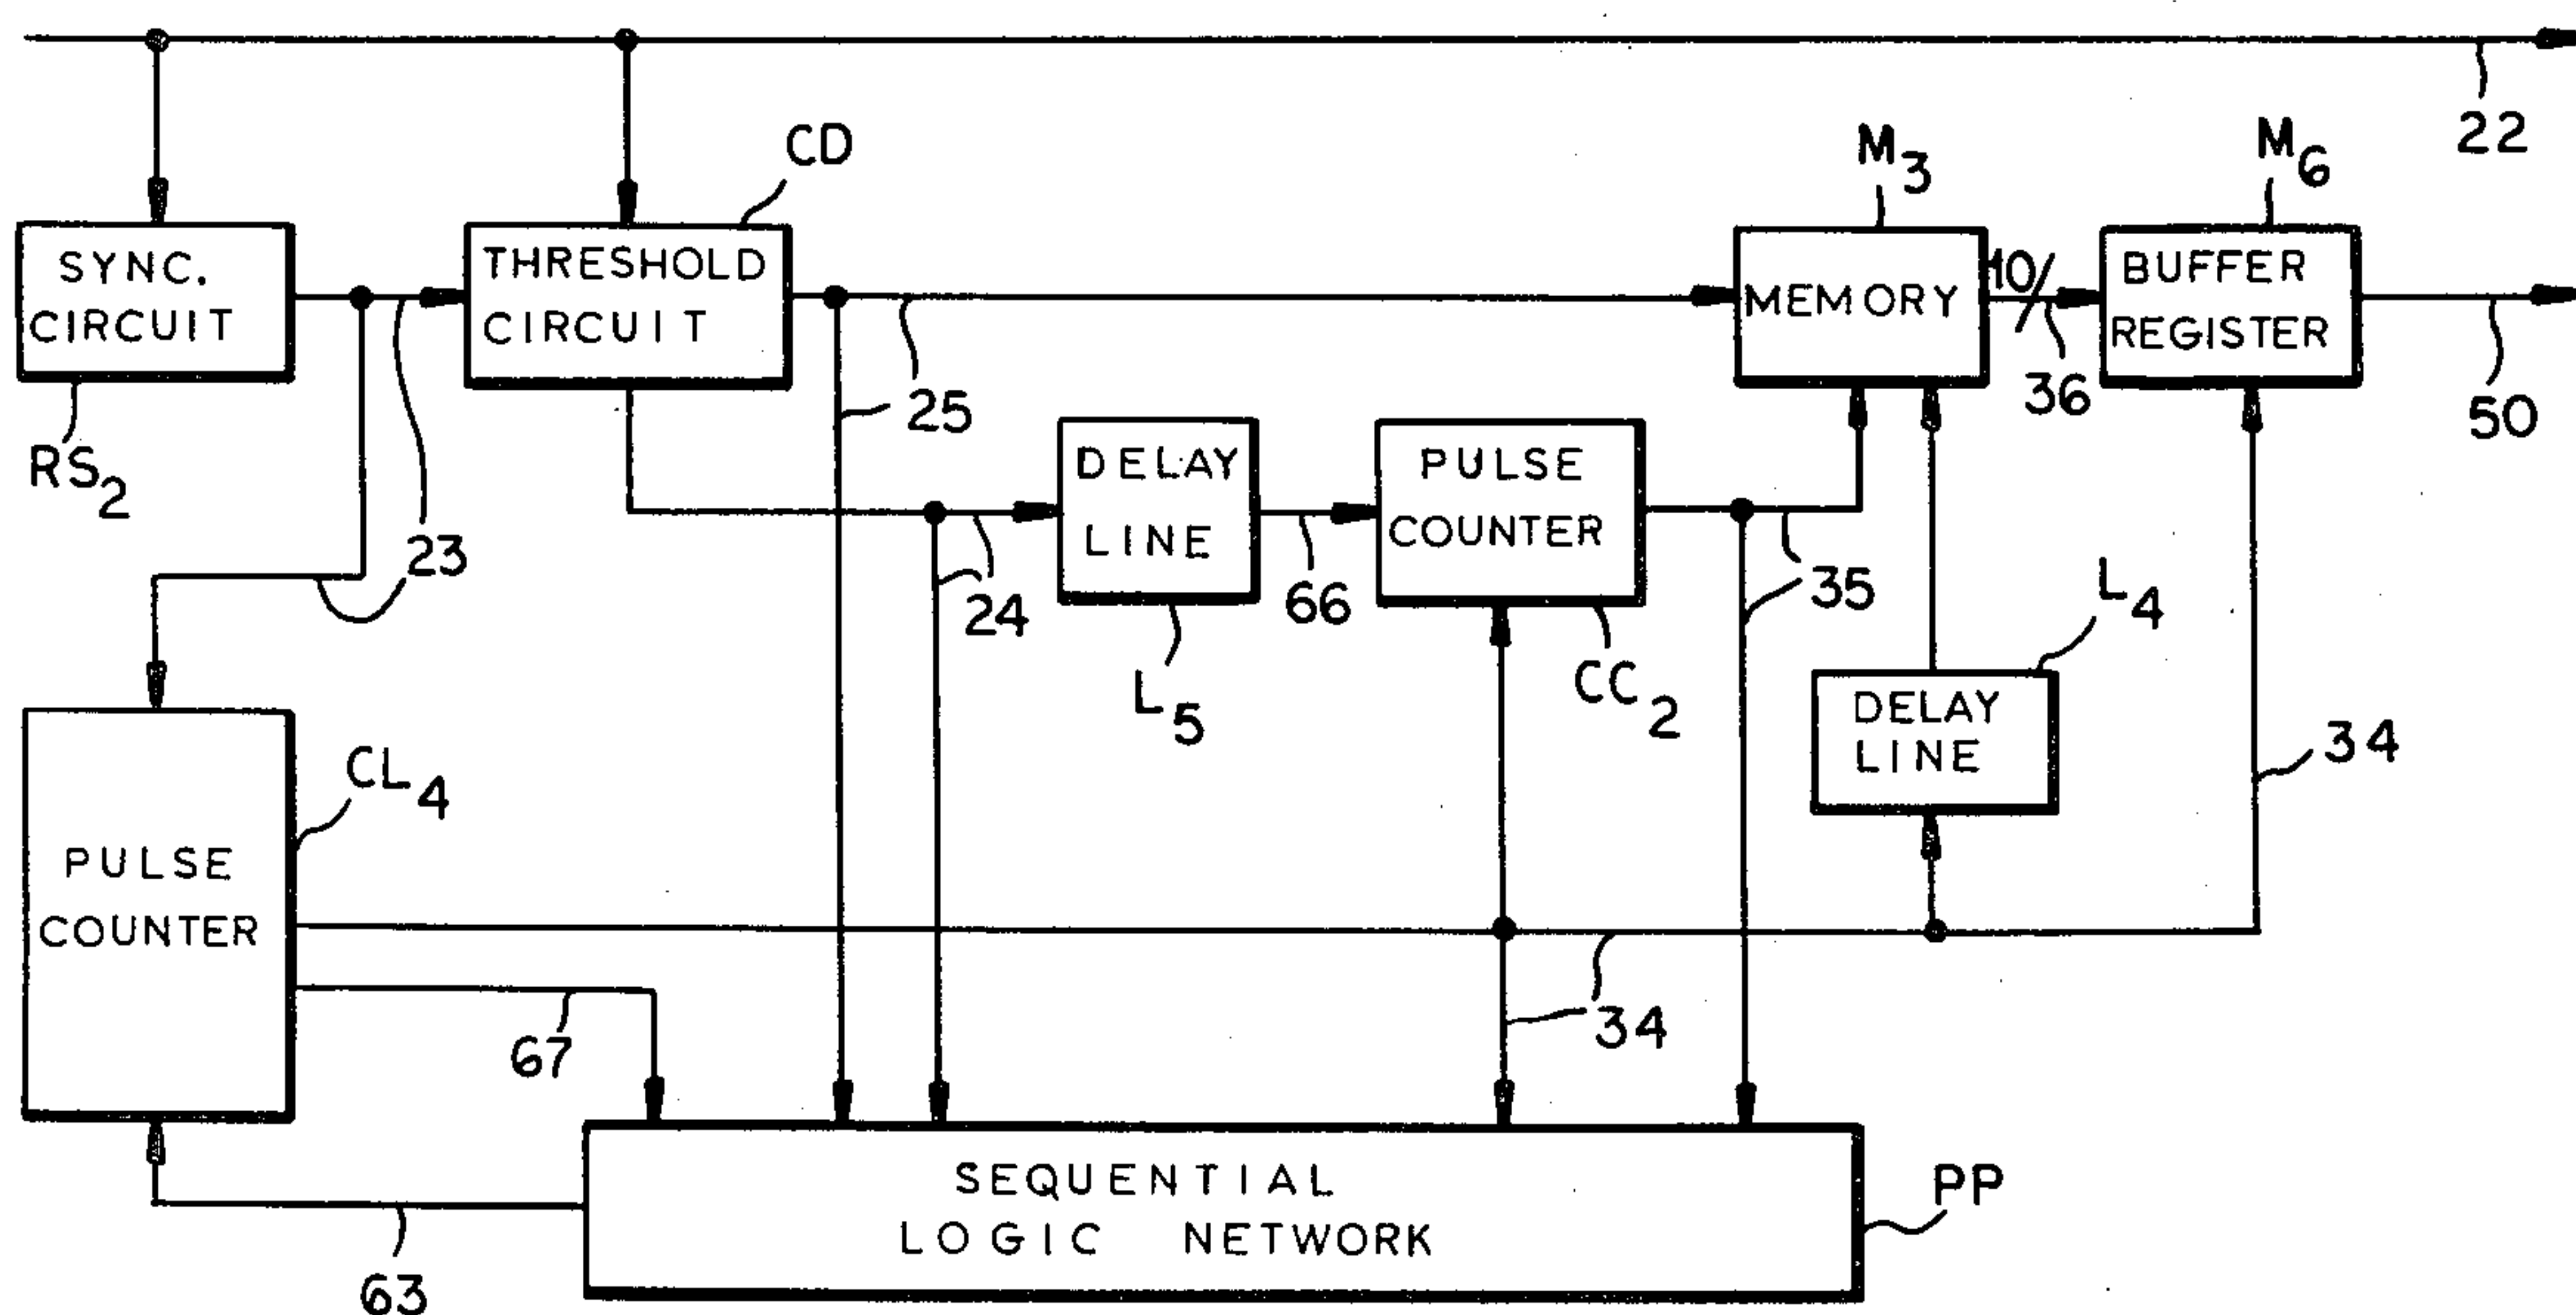 22
CD
M3
M6
SYNC.
CIRCUIT
THRESHOLD
CIRCUIT
MEMORY
10
BUFFER
REGISTER
36
50
25
RS2
23
DELAY
LINE
PULSE
COUNTER
24
66
35
L5
CC2
L4
DELAY
LINE
34
CL4
PULSE
COUNTER
67
34
SEQUENTIAL
LOGIC NETWORK
PP
63